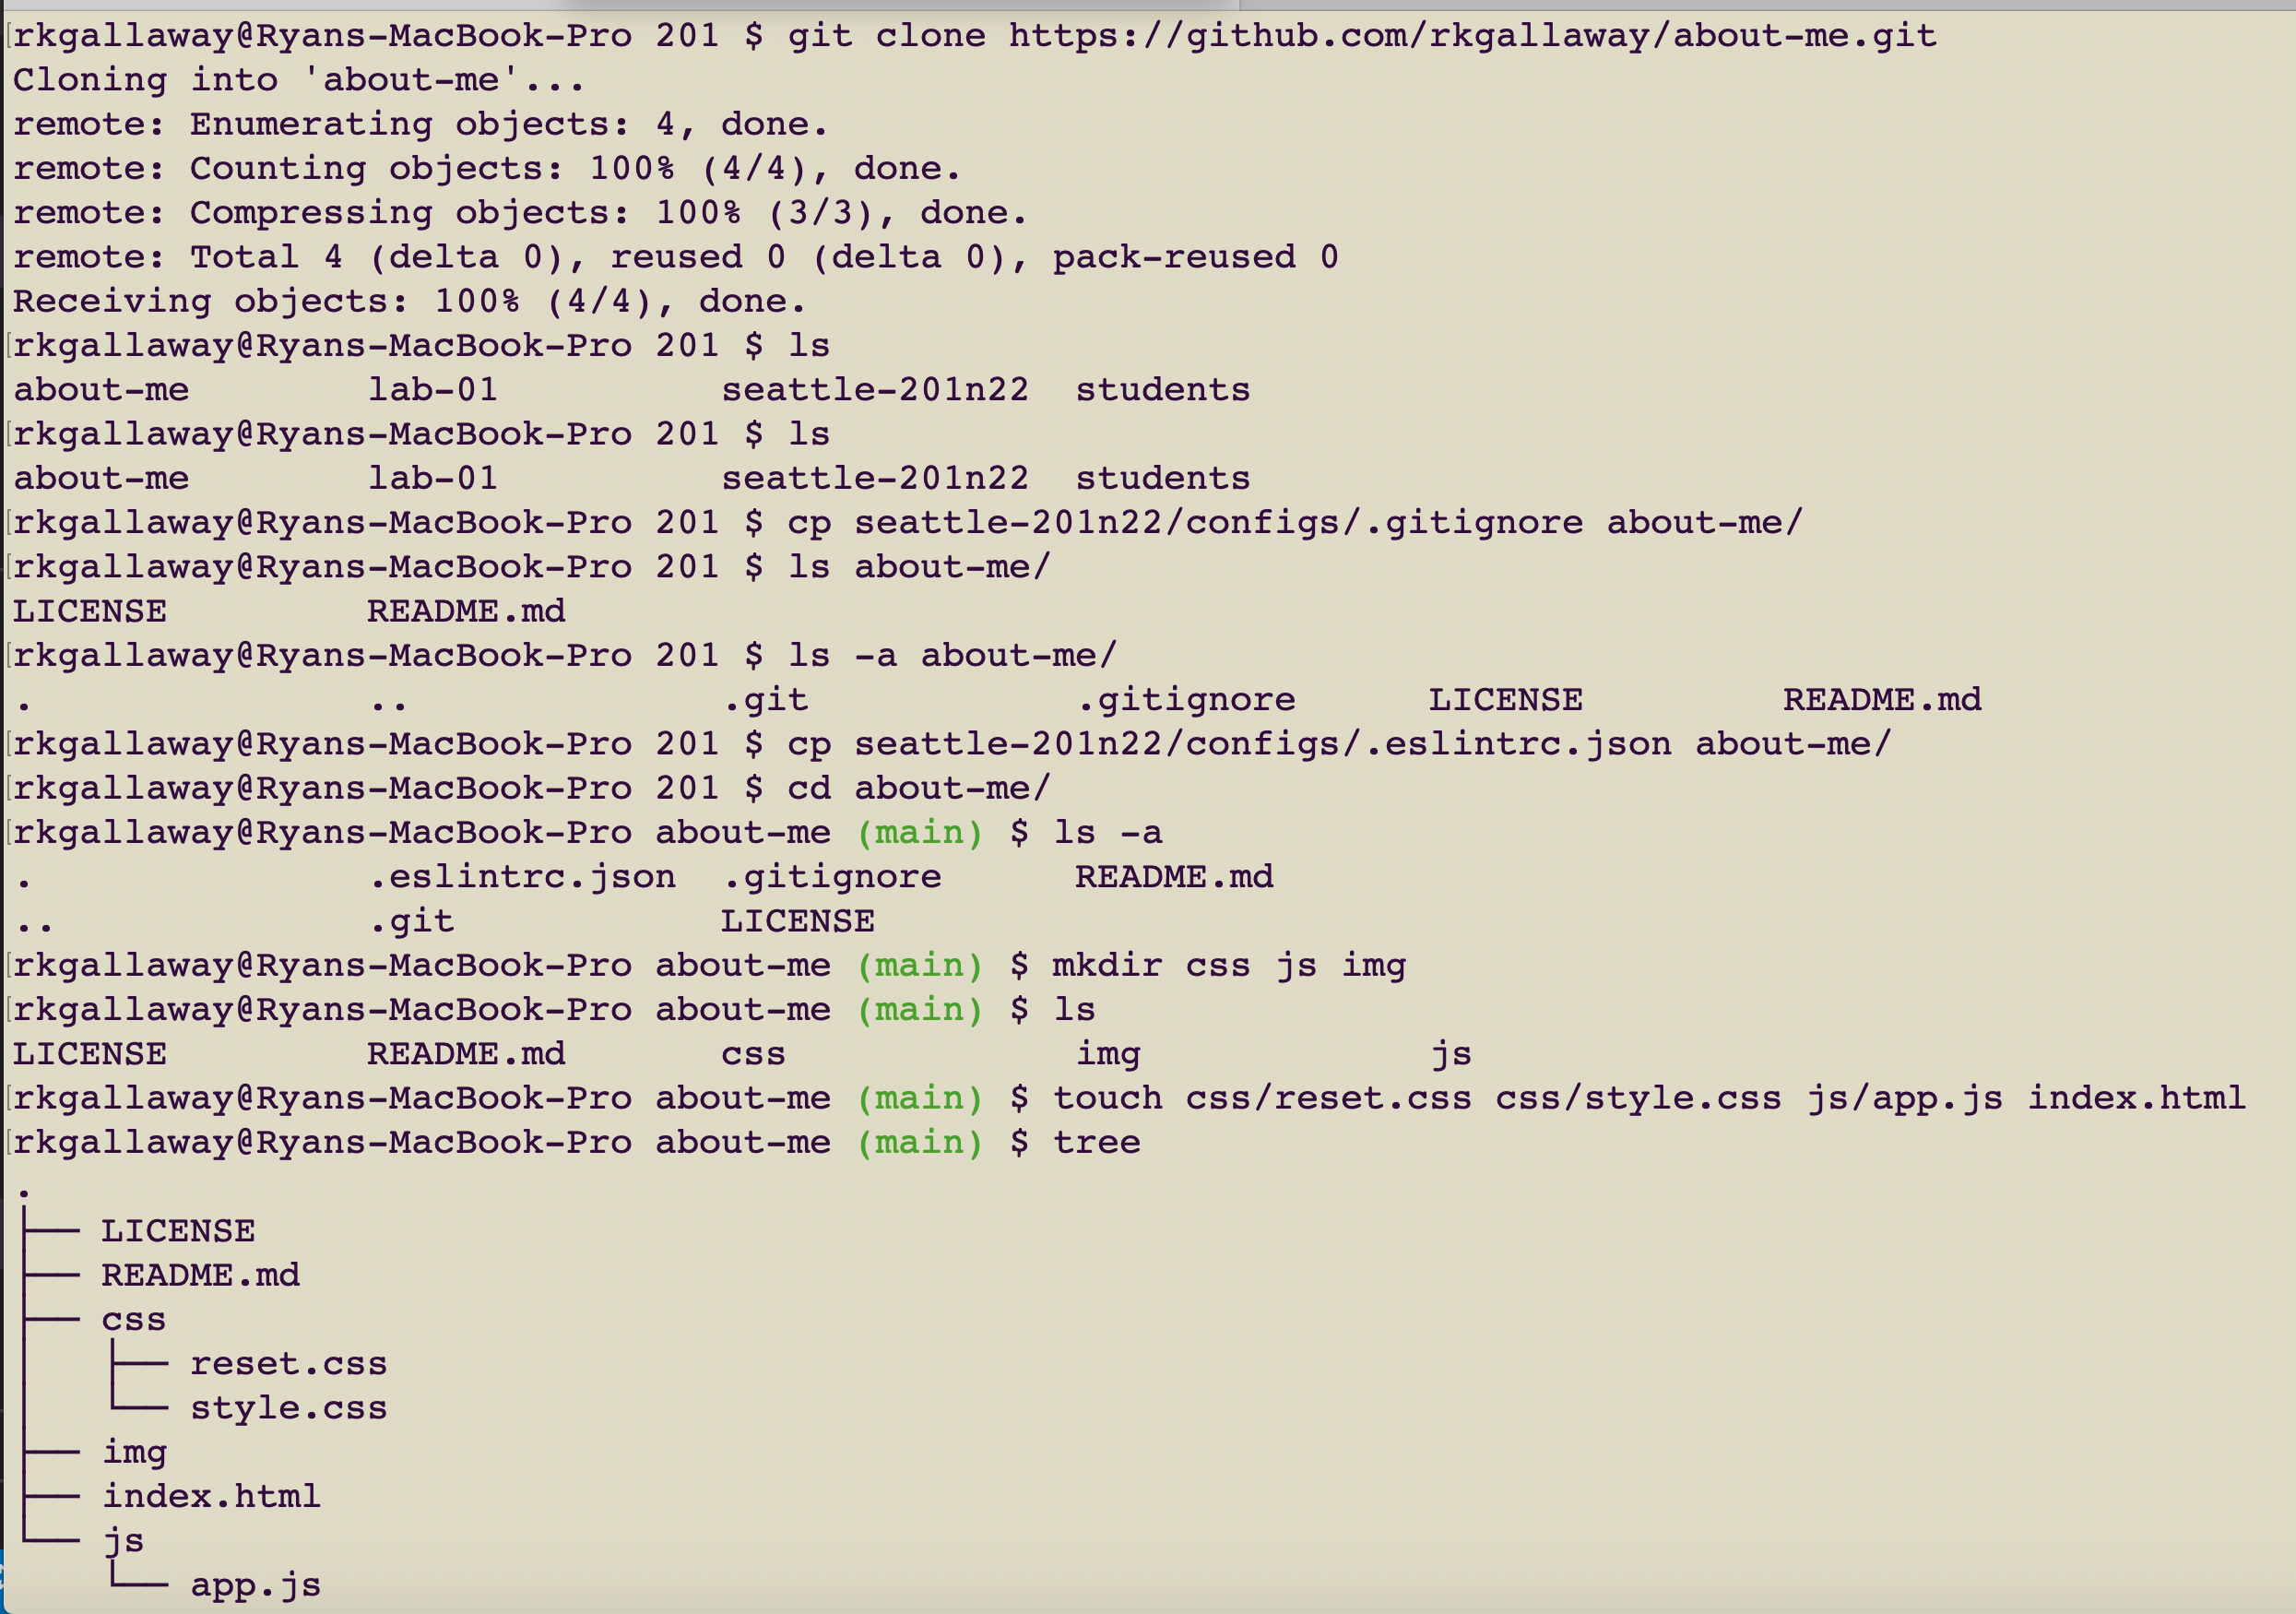 rkgallaway@Ryans-MacBook-Pro 201 $ git clone https://github.com/rkgallaway/about-me.git
Cloning into 'about-me'...
remote: Enumerating objects: 4, done.
remote: Counting objects: 100% (4/4), done.
remote: Compressing objects: 100% (3/3), done.
remote: Total 4 (delta 0), reused 0 (delta 0), pack-reused 0
Receiving objects: 100% (4/4), done.
rkgallaway@Ryans-MacBook-Pro 201 $ ls
about-me        lab-01          seattle-201n22  students
rkgallaway@Ryans-MacBook-Pro 201 $ ls
about-me        lab-01          seattle-201n22  students
rkgallaway@Ryans-MacBook-Pro 201 $ cp seattle-201n22/configs/.gitignore about-me/
rkgallaway@Ryans-MacBook-Pro 201 $ ls about-me/
LICENSE         README.md
rkgallaway@Ryans-MacBook-Pro 201 $ ls -a about-me/
.               ..              .git            .gitignore      LICENSE         README.md
rkgallaway@Ryans-MacBook-Pro 201 $ cp seattle-201n22/configs/.eslintrc.json about-me/
rkgallaway@Ryans-MacBook-Pro 201 $ cd about-me/
rkgallaway@Ryans-MacBook-Pro about-me (main) $ ls -a
.               .eslintrc.json  .gitignore      README.md
..              .git            LICENSE
rkgallaway@Ryans-MacBook-Pro about-me (main) $ mkdir css js img
rkgallaway@Ryans-MacBook-Pro about-me (main) $ ls
LICENSE         README.md       css             img             js
rkgallaway@Ryans-MacBook-Pro about-me (main) $ touch css/reset.css css/style.css js/app.js index.html
rkgallaway@Ryans-MacBook-Pro about-me (main) $ tree
.
├── LICENSE
├── README.md
├── css
│   ├── reset.css
│   └── style.css
├── img
├── index.html
└── js
    └── app.js